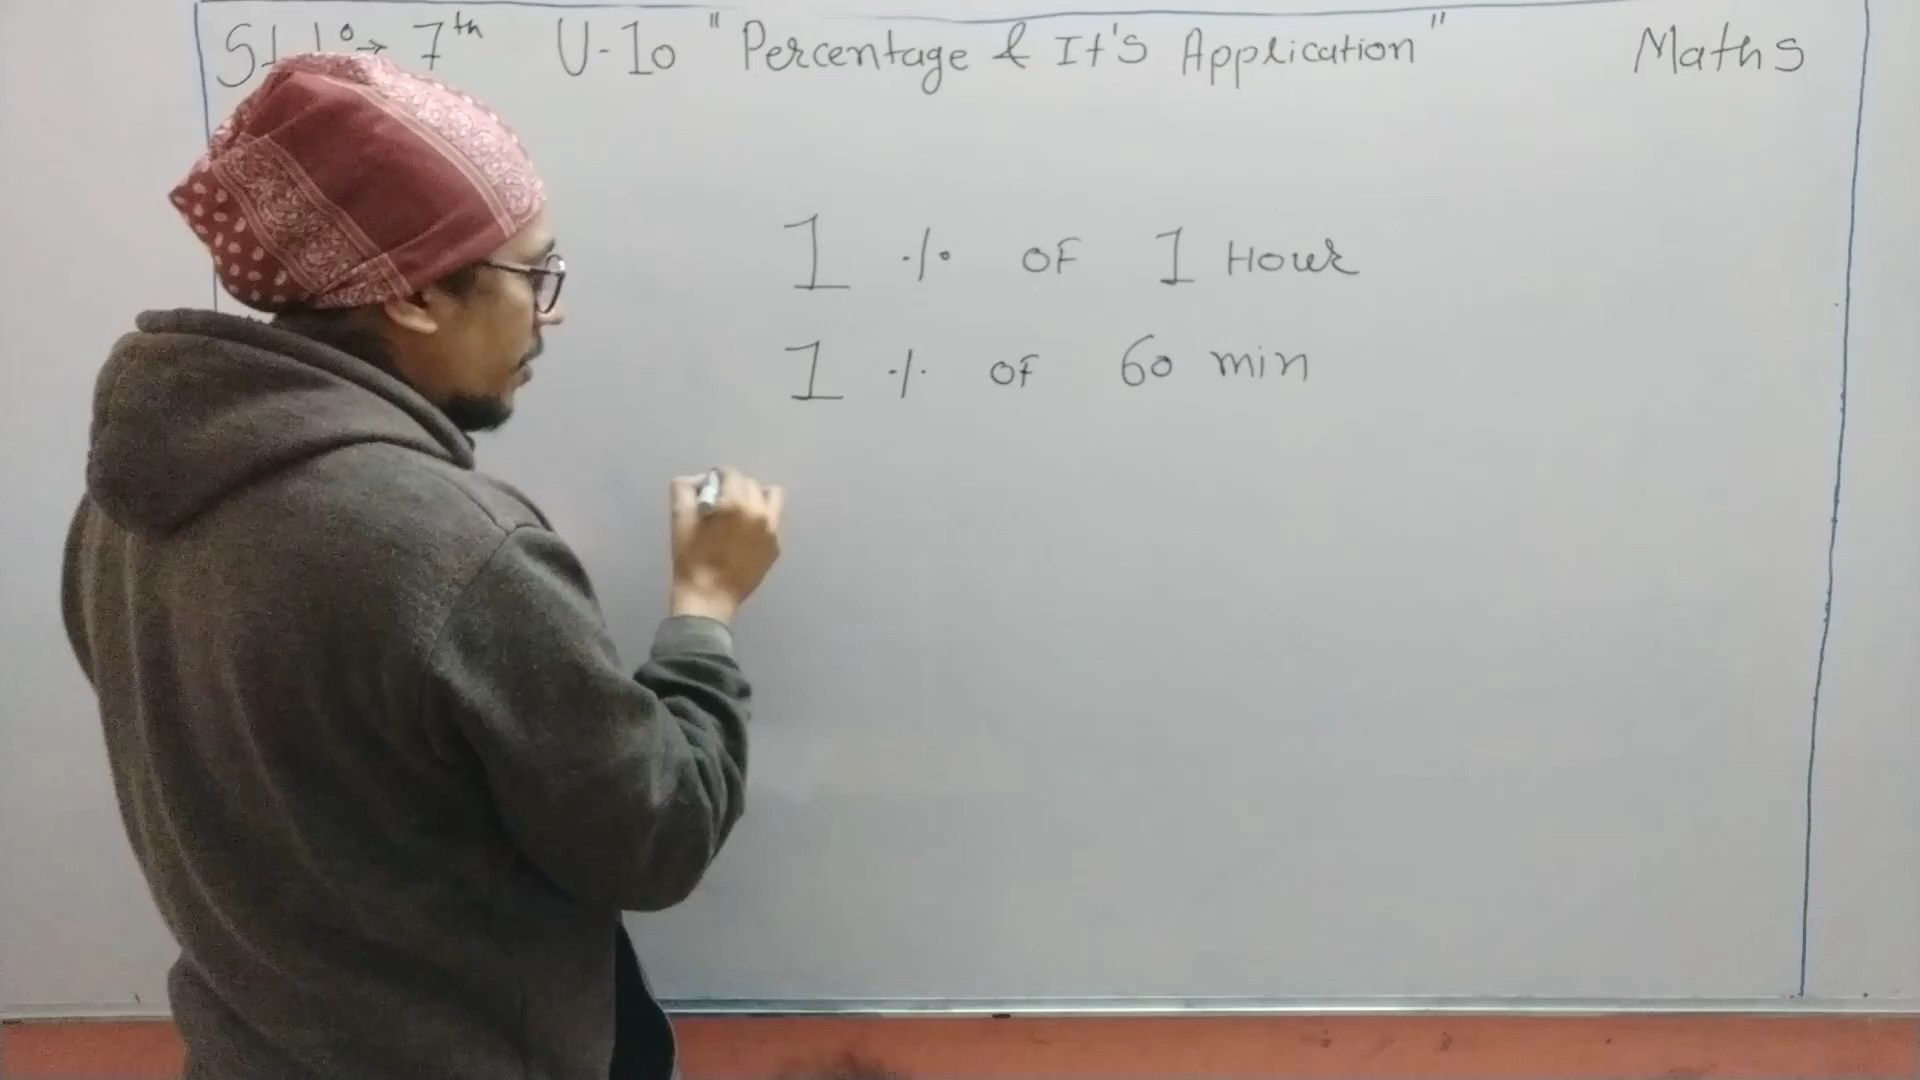 7th U-10 "Percentage & It's Application" Maths
1 % OF 1 Hour
1 % OF 60 min